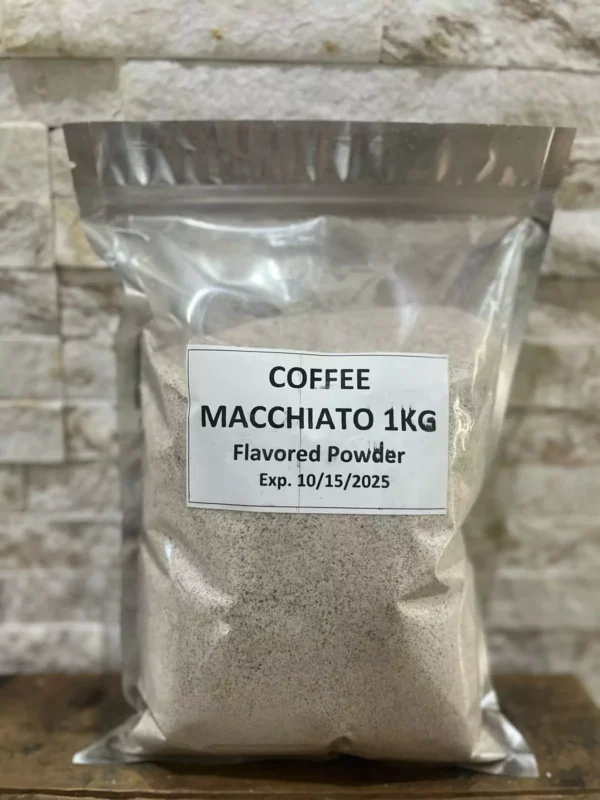 COFFEE
MACCHIATO 1KG
Flavored Powder
Exp. 10/15/2025